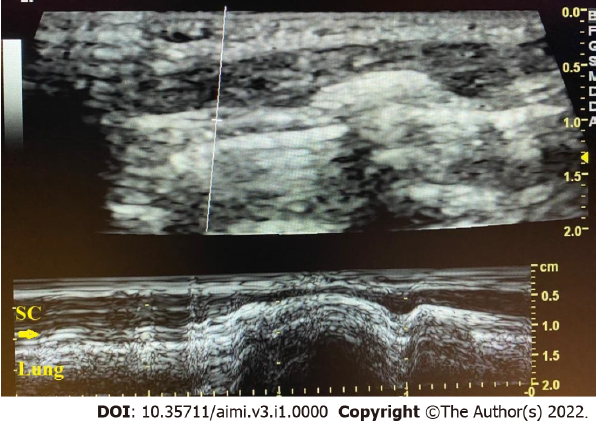 0.0
B
F
G
0.5
S
M
D
D
1.0
A
1.5
2.0
cm
0.5
SC
1.0
1.5
Lung
2.0
-0
DOI: 10.35711/aimi.v3.i1.0000 Copyright ©The Author(s) 2022.